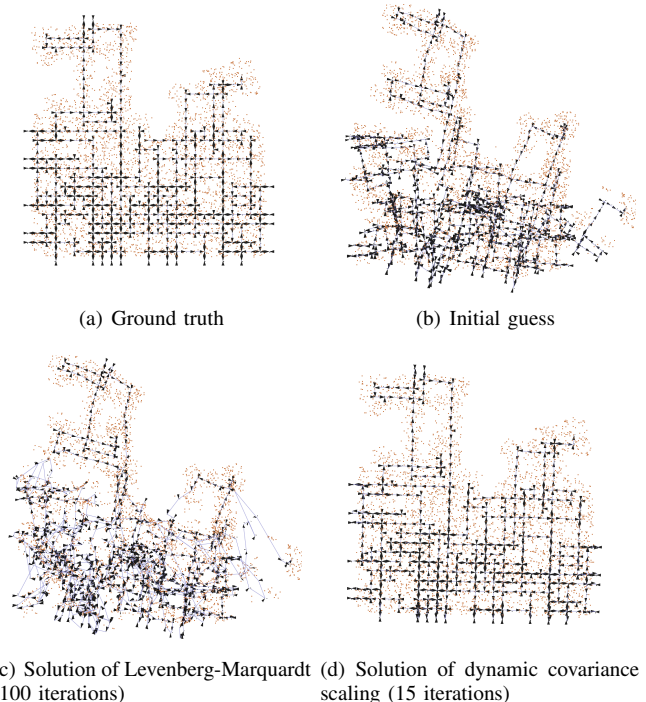 (a) Ground truth
(b) Initial guess
c) Solution of Levenberg-Marquardt
100 iterations)
(d) Solution of dynamic covariance
scaling (15 iterations)